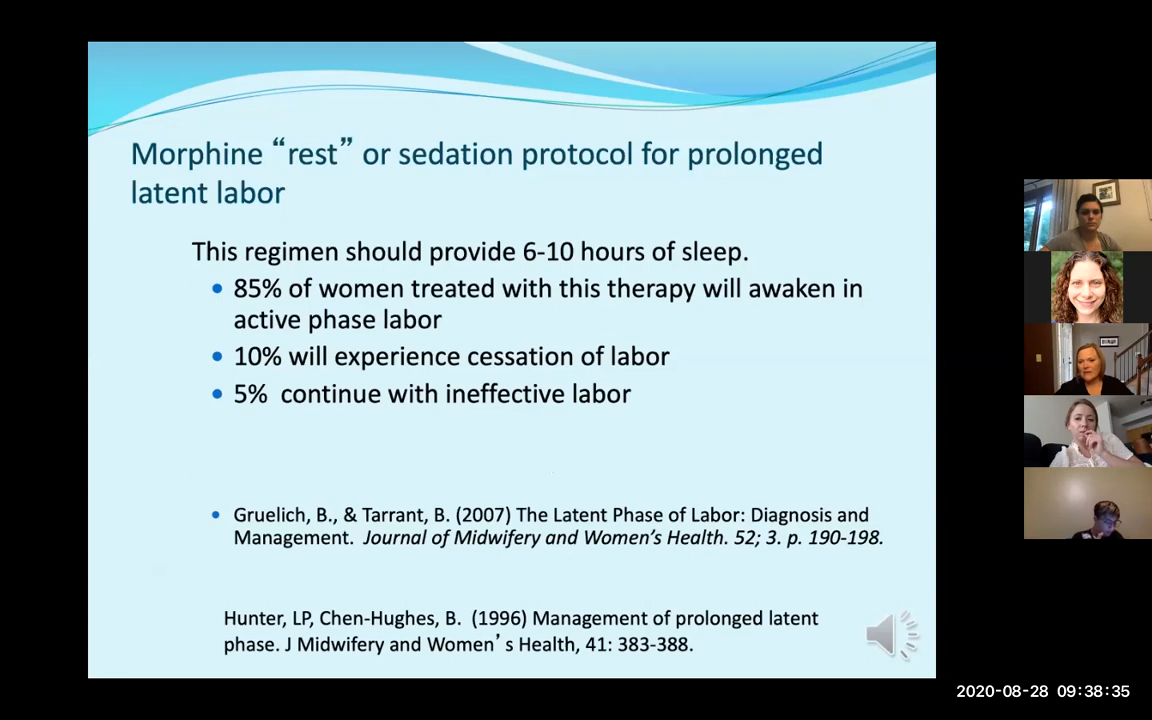 Morphine “rest” or sedation protocol for prolonged
latent labor
This regimen should provide 6-10 hours of sleep.
• 85% of women treated with this therapy will awaken in
active phase labor
• 10% will experience cessation of labor
• 5%  continue with ineffective labor
• Gruelich, B., & Tarrant, B. (2007) The Latent Phase of Labor: Diagnosis and
Management.  Journal of Midwifery and Women’s Health. 52; 3. p. 190-198.
Hunter, LP, Chen-Hughes, B.  (1996) Management of prolonged latent
phase. J Midwifery and Women’s Health, 41: 383-388.
2020-08-28 09:38:35